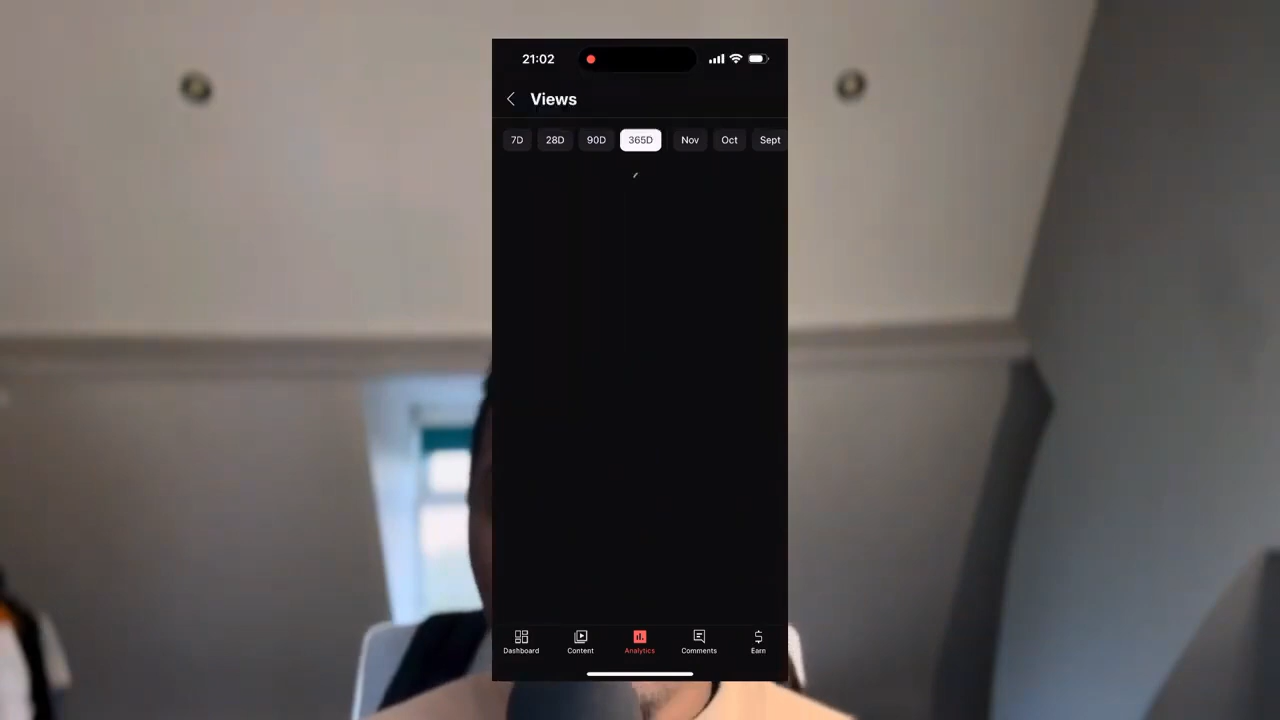 21:02
Views
7D 28D 90D 365D Nov Oct Sept
Dashboard Content Analytics Comments Earn